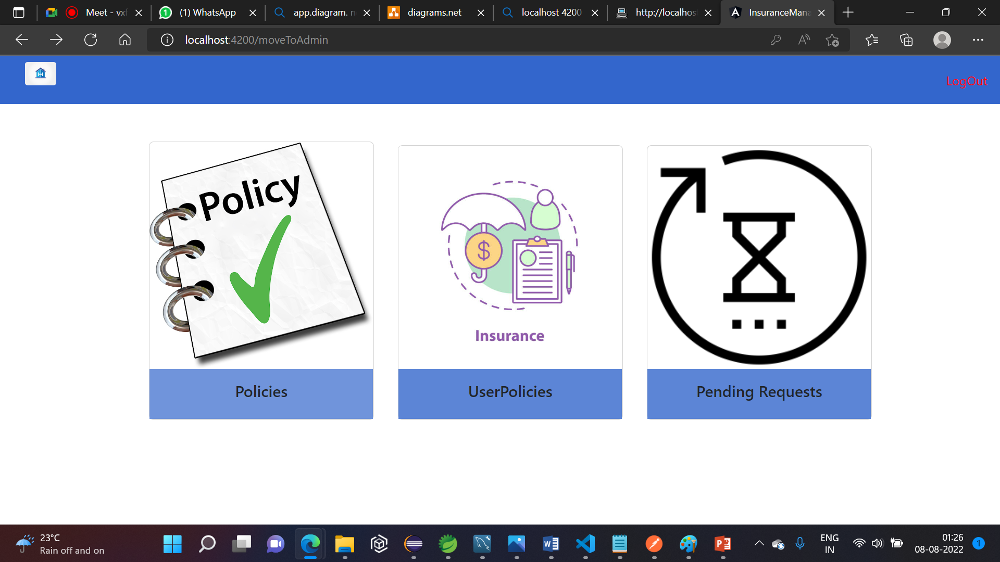 Meet - vxf
(1) WhatsApp
app.diagram. n
diagrams.net
localhost 4200
http://localhos
InsuranceMana
localhost:4200/moveToAdmin
LogOut
Policy
$
Insurance
Policies
UserPolicies
Pending Requests
23°C
Rain off and on
ENG
IN
01:26
08-08-2022
1